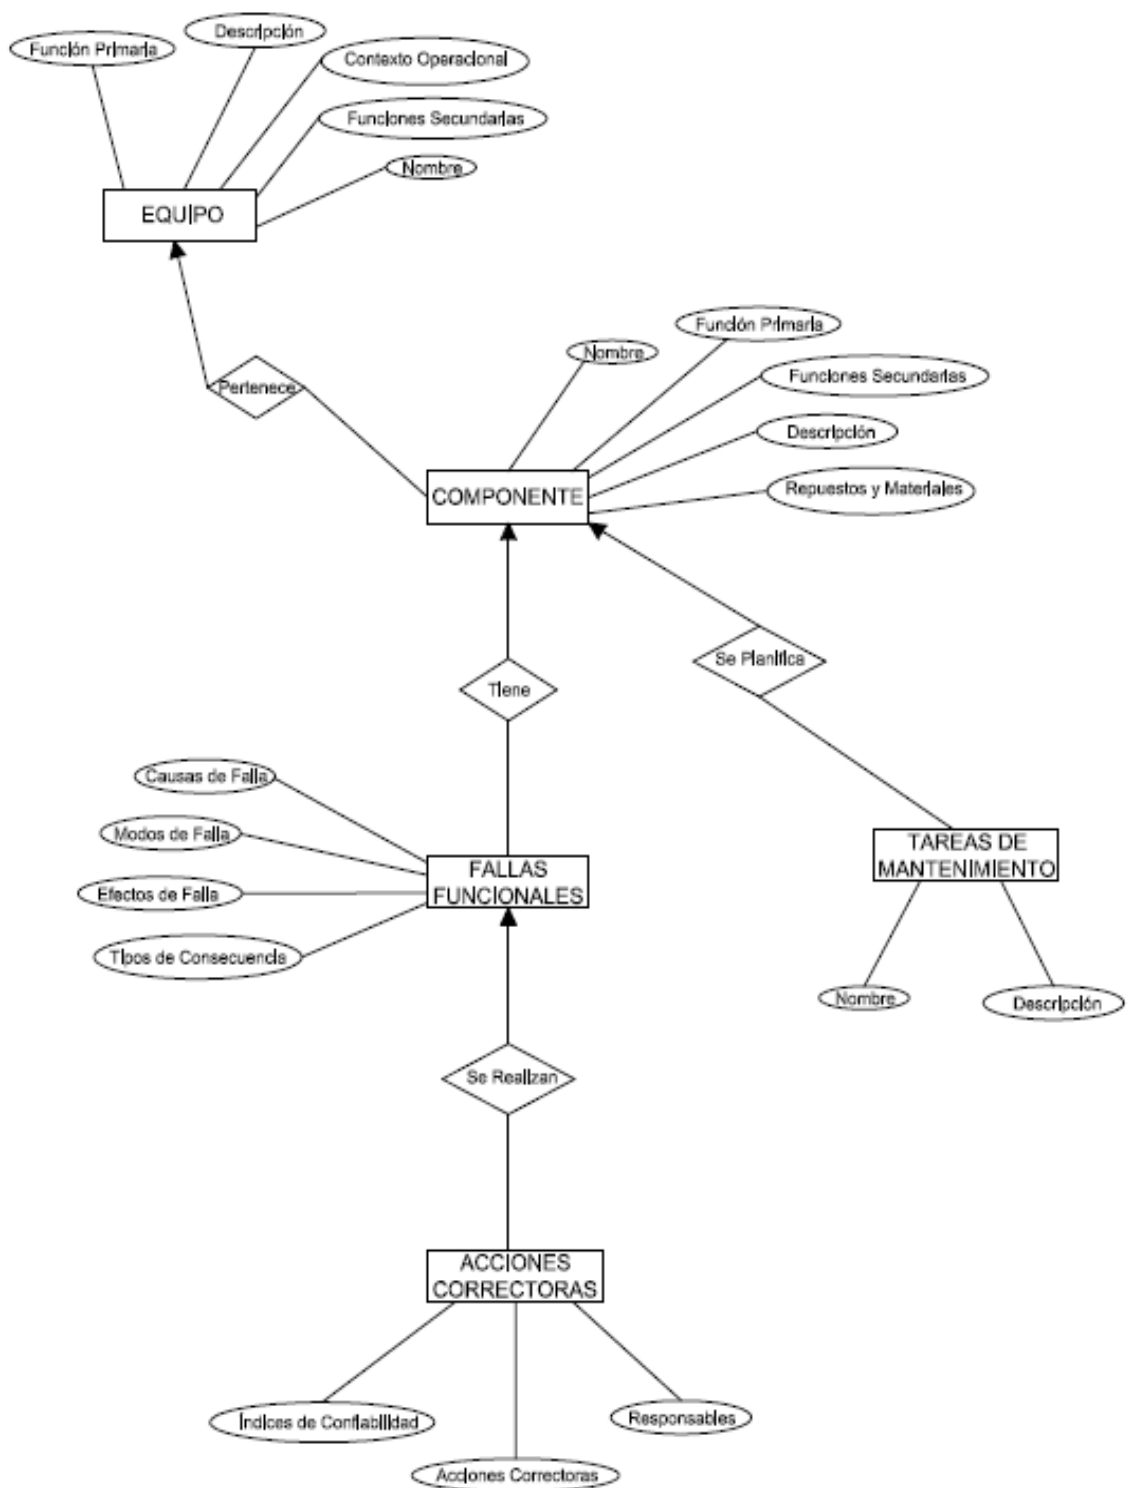 Descripción
Función Primaria
Contexto Operacional
Funciones Secundarias
Nombre
EQUIPO
Pertenece
Función Primaria
Nombre
Funciones Secundarias
Descripción
Repuestos y Materiales
COMPONENTE
Se Planifica
Tiene
Causas de Falla
Modos de Falla
Efectos de Falla
Tipos de Consecuencia
FALLAS
FUNCIONALES
TAREAS DE
MANTENIMIENTO
Nombre
Descripción
Se Realizan
ACCIONES
CORRECTORAS
Índices de Confiabilidad
Responsables
Acciones Correctoras